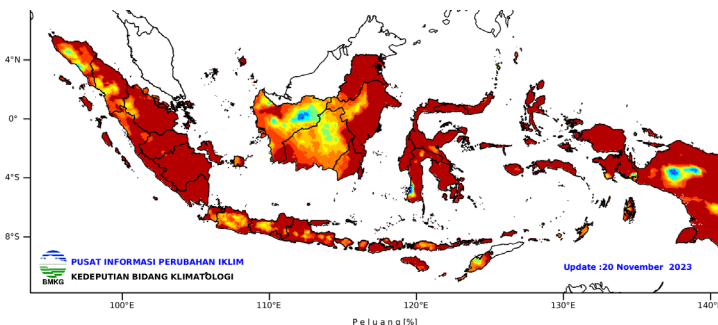 4°N
0°
4°S
8°S
PUSAT INFORMASI PERUBAHAN IKLIM
KEDEPUTIAN BIDANG KLIMATOLOGI
BMKG
Update :20 November 2023
100°E
110°E
120°E
130°E
140°E
Peluang[%]